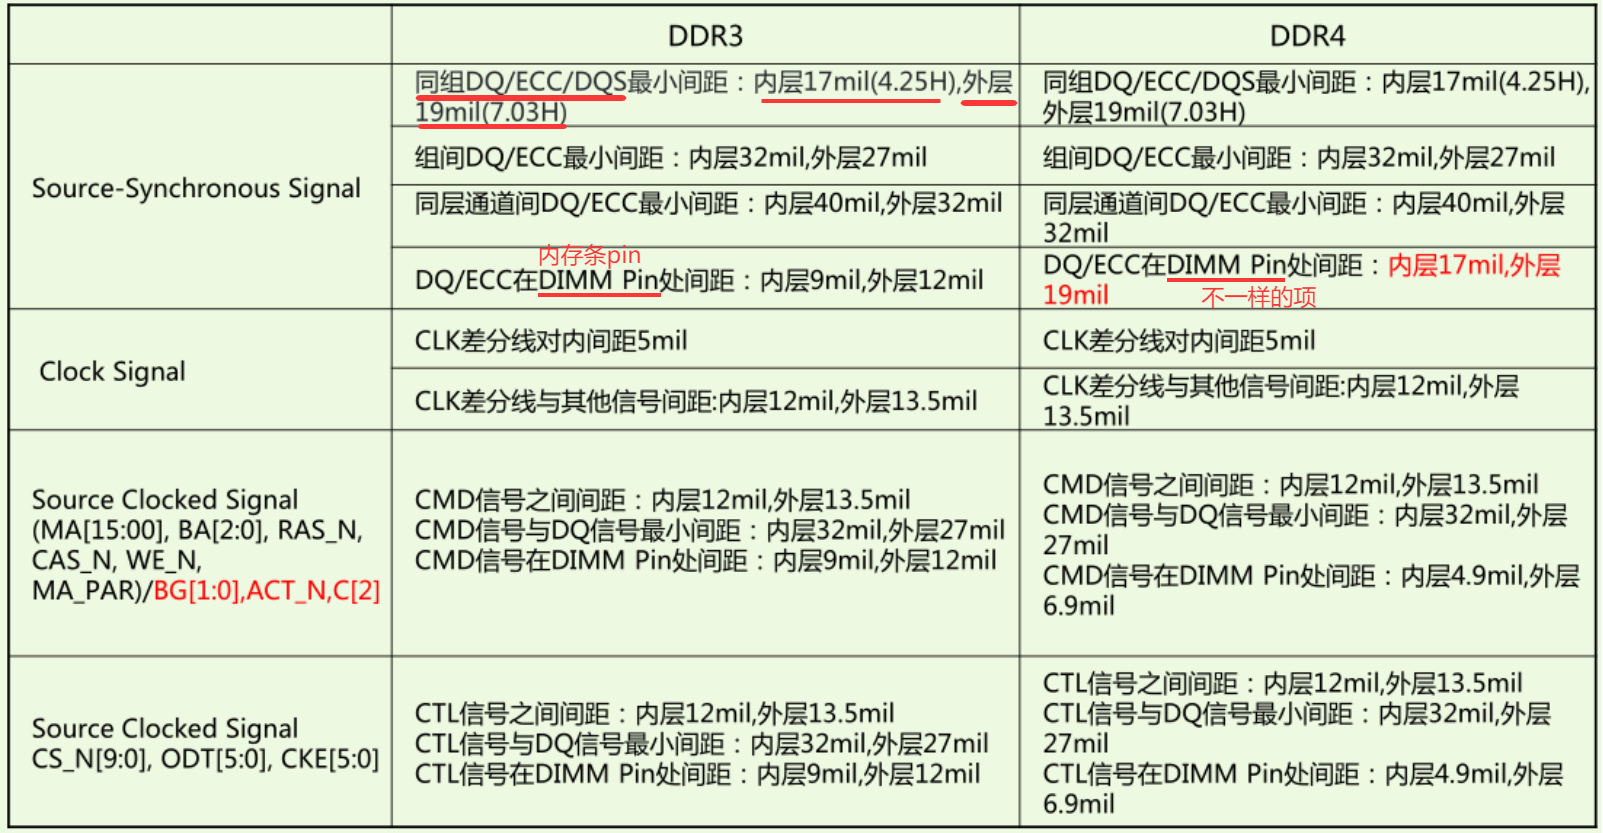 DDR3
DDR4
Source-Synchronous Signal
同组DQ/ECC/DQS最小间距：内层17mil(4.25H),外层
19mil(7.03H)
同组DQ/ECC/DQS最小间距：内层17mil(4.25H),
外层19mil(7.03H)
组间DQ/ECC最小间距：内层32mil,外层27mil
组间DQ/ECC最小间距：内层32mil,外层27mil
同层通道间DQ/ECC最小间距：内层40mil,外层32mil
同层通道间DQ/ECC最小间距：内层40mil,外层
32mil
内存条pin
DQ/ECC在DIMM Pin处间距：内层9mil,外层12mil
DQ/ECC在DIMM Pin处间距：内层17mil,外层
19mil
不一样的项
Clock Signal
CLK差分线对内间距5mil
CLK差分线对内间距5mil
CLK差分线与其他信号间距:内层12mil,外层13.5mil
CLK差分线与其他信号间距:内层12mil,外层
13.5mil
Source Clocked Signal
(MA[15:00], BA[2:0], RAS_N,
CAS_N, WE_N,
MA_PAR)/BG[1:0],ACT_N,C[2]
CMD信号之间间距：内层12mil,外层13.5mil
CMD信号与DQ信号最小间距：内层32mil,外层27mil
CMD信号在DIMM Pin处间距：内层9mil,外层12mil
CMD信号之间间距：内层12mil,外层13.5mil
CMD信号与DQ信号最小间距：内层32mil,外层
27mil
CMD信号在DIMM Pin处间距：内层4.9mil,外层
6.9mil
Source Clocked Signal
CS_N[9:0], ODT[5:0], CKE[5:0]
CTL信号之间间距：内层12mil,外层13.5mil
CTL信号与DQ信号最小间距：内层32mil,外层27mil
CTL信号在DIMM Pin处间距：内层9mil,外层12mil
CTL信号之间间距：内层12mil,外层13.5mil
CTL信号与DQ信号最小间距：内层32mil,外层
27mil
CTL信号在DIMM Pin处间距：内层4.9mil,外层
6.9mil